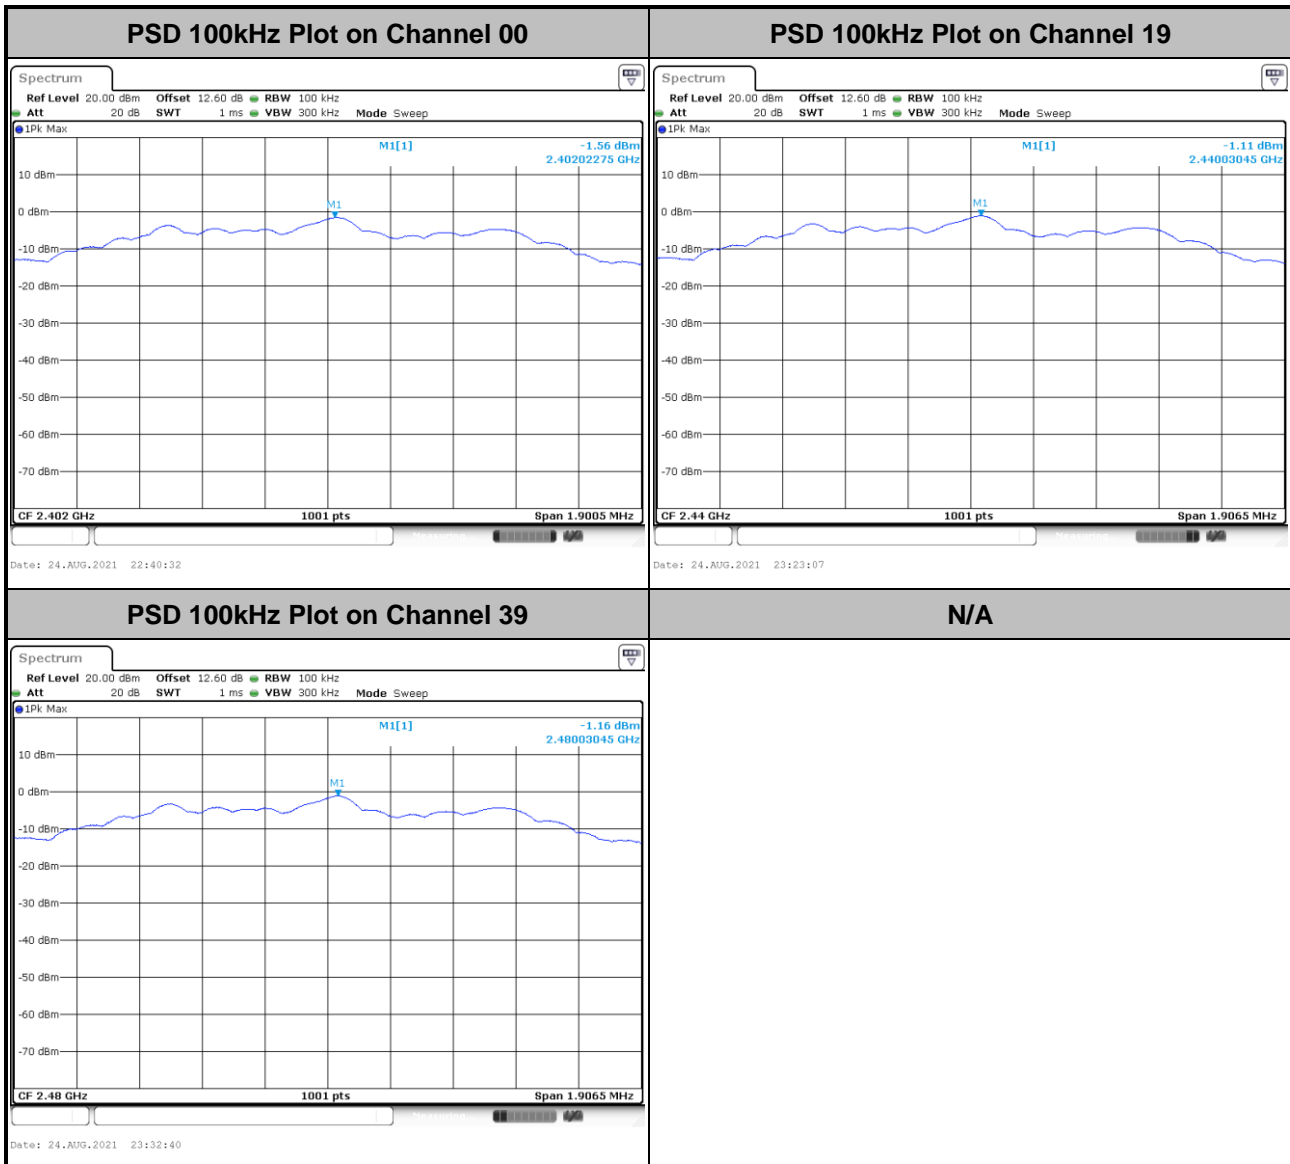 PSD 100kHz Plot on Channel 00
Spectrum
Ref Level 20.00 dBm Offset 12.60 dB RBW 100 kHz
Att 20 dB SWT 1 ms VBW 300 kHz Mode Sweep
1Pk Max
M1[1] -1.56 dBm
2.40202275 GHz
10 dBm
M1
0 dBm
-10 dBm
-20 dBm
-30 dBm
-40 dBm
-50 dBm
-60 dBm
-70 dBm
CF 2.402 GHz 1001 pts Span 1.9005 MHz
Measuring
Date: 24.AUG.2021 22:40:32
PSD 100kHz Plot on Channel 19
Spectrum
Ref Level 20.00 dBm Offset 12.60 dB RBW 100 kHz
Att 20 dB SWT 1 ms VBW 300 kHz Mode Sweep
1Pk Max
M1[1] -1.11 dBm
2.44003045 GHz
10 dBm
M1
0 dBm
-10 dBm
-20 dBm
-30 dBm
-40 dBm
-50 dBm
-60 dBm
-70 dBm
CF 2.44 GHz 1001 pts Span 1.9065 MHz
Measuring
Date: 24.AUG.2021 23:23:07
PSD 100kHz Plot on Channel 39
Spectrum
Ref Level 20.00 dBm Offset 12.60 dB RBW 100 kHz
Att 20 dB SWT 1 ms VBW 300 kHz Mode Sweep
1Pk Max
M1[1] -1.16 dBm
2.48003045 GHz
10 dBm
M1
0 dBm
-10 dBm
-20 dBm
-30 dBm
-40 dBm
-50 dBm
-60 dBm
-70 dBm
CF 2.48 GHz 1001 pts Span 1.9065 MHz
Measuring
Date: 24.AUG.2021 23:32:40
N/A